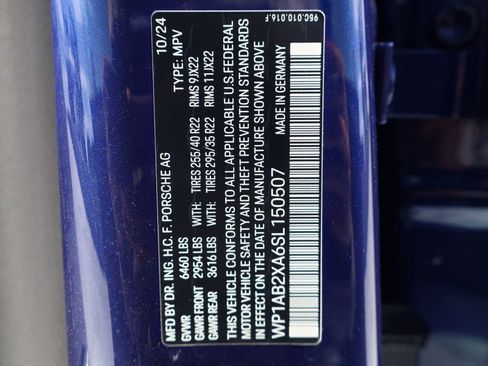 MFD BY DR. ING. H.C. F. PORSCHE AG 10/24
GVWR 6460 LBS TYPE: MPV
GAWR FRONT 2954 LBS WITH: TIRES 255/40 R22 RIMS 9JX22
GAWR REAR 3616 LBS WITH: TIRES 295/35 R22 RIMS 11JX22
THIS VEHICLE CONFORMS TO ALL APPLICABLE U.S. FEDERAL
MOTOR VEHICLE SAFETY AND THEFT PREVENTION STANDARDS
IN EFFECT ON THE DATE OF MANUFACTURE SHOWN ABOVE
WP1AB2XA6SL150507 MADE IN GERMANY
95C.010.016.F